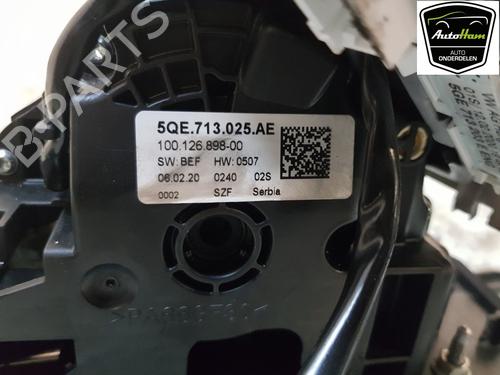 AutoHam
AUTO
ONDERDELEN
B-PARTS
5QE.713.025.AE
100.126.898-00
SW: BEF HW: 0507
06.02.20 0240 02S
0002 SZF Serbia